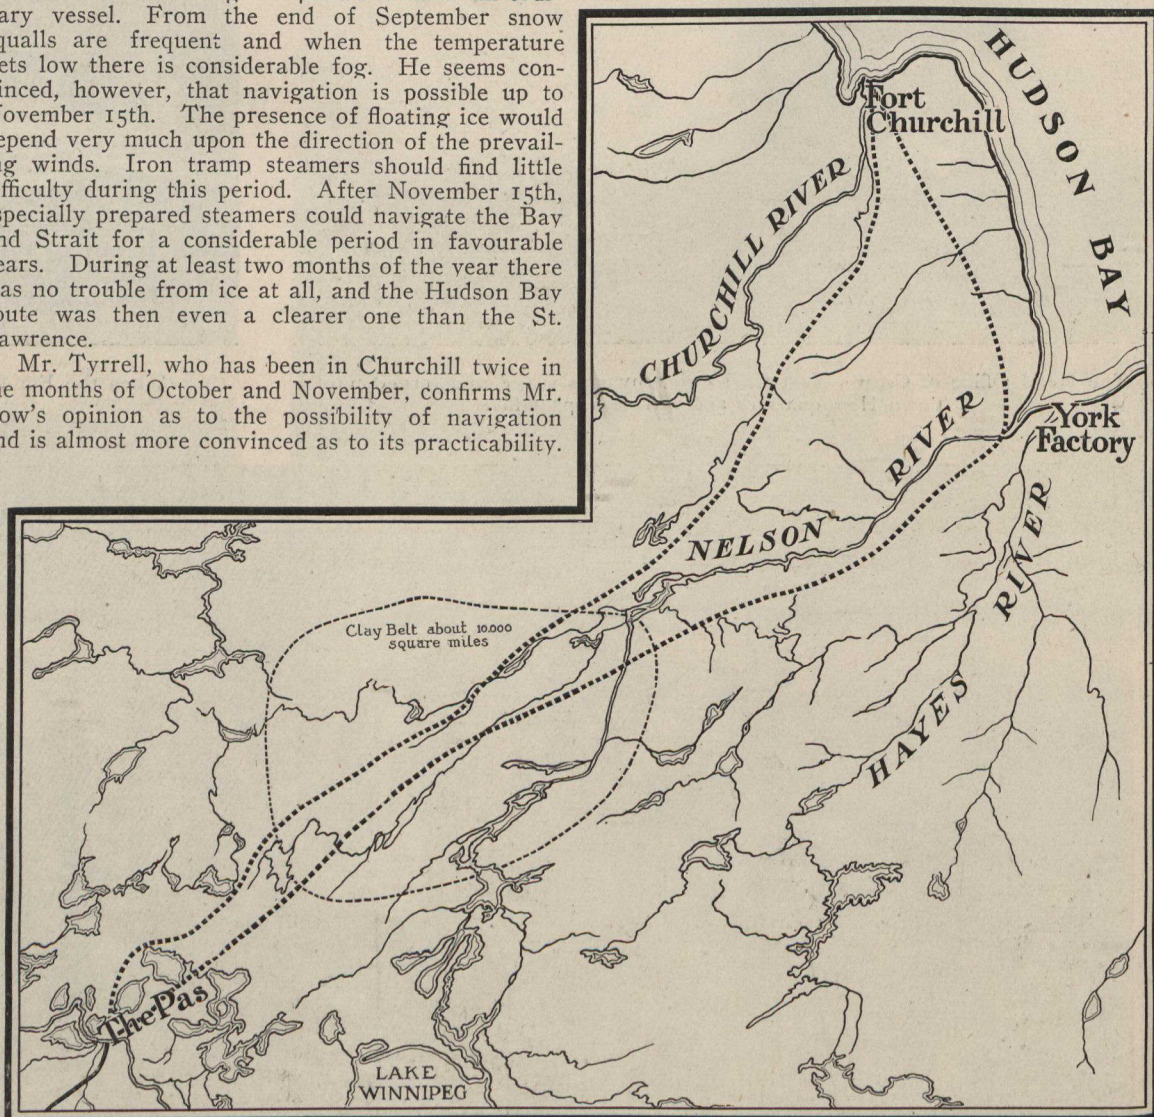 ary vessel. From the end of September snow
qualls are frequent and when the temperature
ets low there is considerable fog. He seems con-
inced, however, that navigation is possible up to
ovember 15th. The presence of floating ice would
epend very much upon the direction of the prevail-
g winds. Iron tramp steamers should find little
fficulty during this period. After November 15th,
specially prepared steamers could navigate the Bay
nd Strait for a considerable period in favourable
ears. During at least two months of the year there
as no trouble from ice at all, and the Hudson Bay
oute was then even a clearer one than the St.
awrence.
Mr. Tyrrell, who has been in Churchill twice in
e months of October and November, confirms Mr.
ow's opinion as to the possibility of navigation
nd is almost more convinced as to its practicability.
HUDSON BAY
Fort
Churchill
CHURCHILL RIVER
York
Factory
NELSON RIVER
HAYES RIVER
Clay Belt about 10.000
square miles
The Pas
LAKE
WINNIPEG